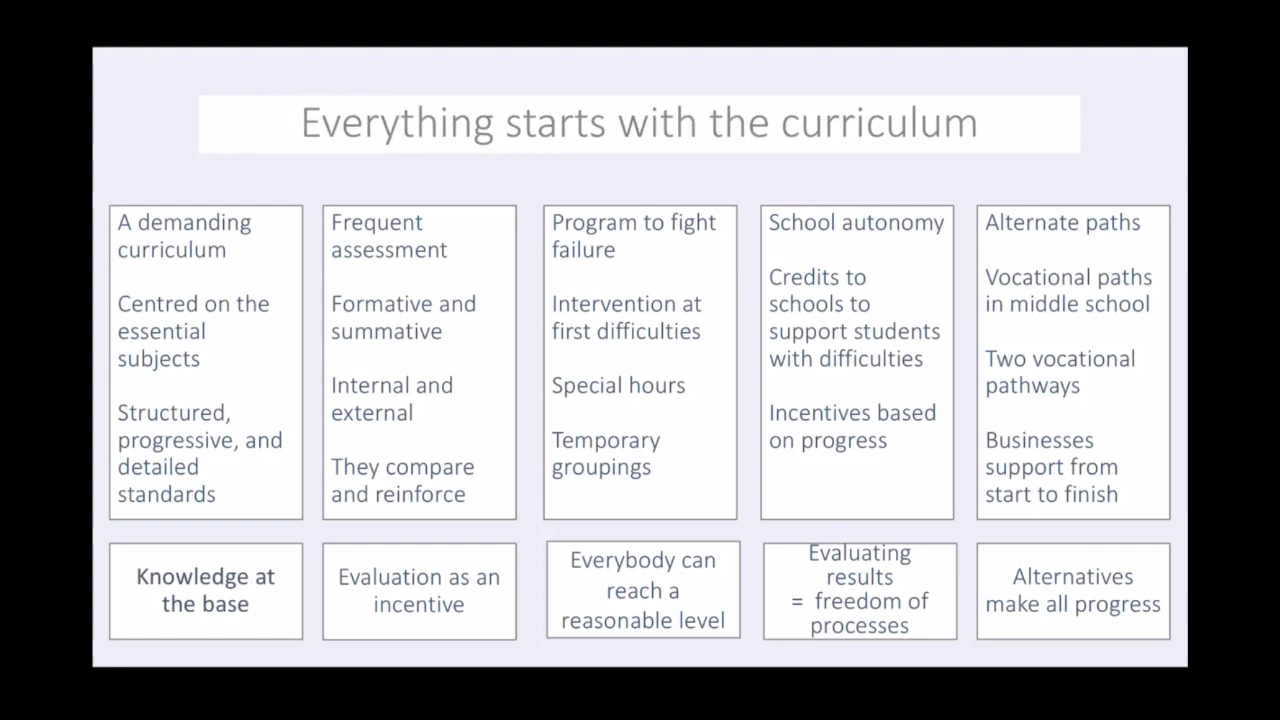 Everything starts with the curriculum
A demanding
curriculum
Centred on the
essential
subjects
Structured,
progressive, and
detailed
standards
Frequent
assessment
Formative and
summative
Internal and
external
They compare
and reinforce
Program to fight
failure
Intervention at
first difficulties
Special hours
Temporary
groupings
School autonomy
Credits to
schools to
support students
with difficulties
Incentives based
on progress
Alternate paths
Vocational paths
in middle school
Two vocational
pathways
Businesses
support from
start to finish
Knowledge at
the base
Evaluation as an
incentive
Everybody can
reach a
reasonable level
Evaluating
results
= freedom of
processes
Alternatives
make all progress